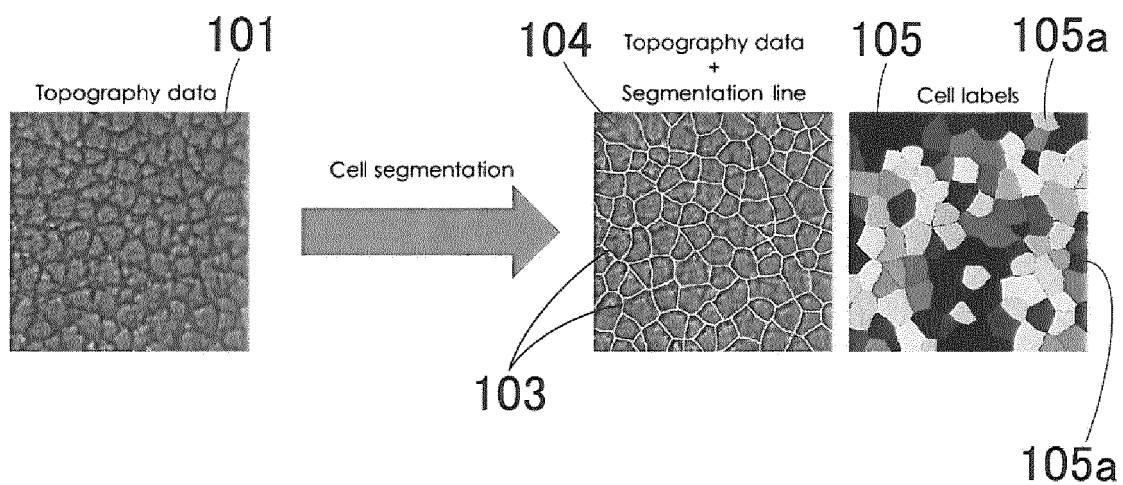 101
Topography data
Cell segmentation
104
Topography data
+
Segmentation line
105
105a
Cell labels
103
105a